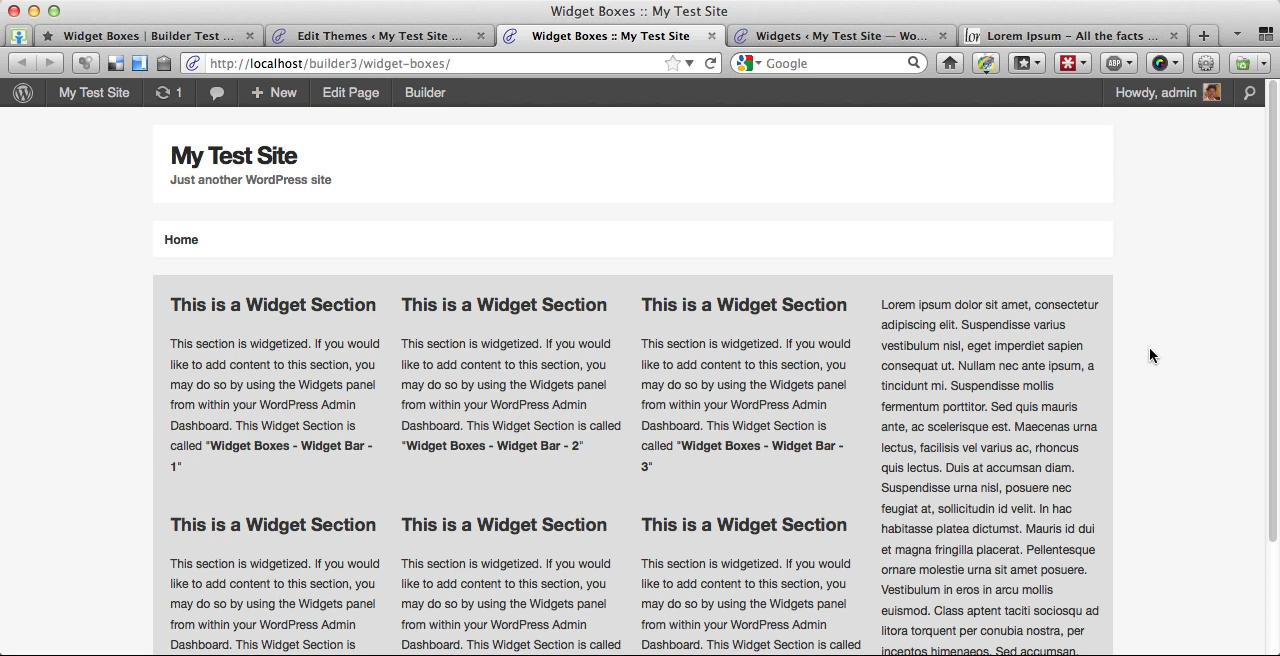 Widget Boxes :: My Test Site
Widget Boxes | Builder Test ...
Edit Themes ‹ My Test Site ...
Widget Boxes :: My Test Site
Widgets ‹ My Test Site — Wo...
Lorem Ipsum – All the facts ...
http://localhost/builder3/widget-boxes/
Google
ABP
My Test Site
1
New
Edit Page
Builder
Howdy, admin
My Test Site
Just another WordPress site
Home
This is a Widget Section
This section is widgetized. If you would
like to add content to this section, you
may do so by using the Widgets panel
from within your WordPress Admin
Dashboard. This Widget Section is
called "Widget Boxes - Widget Bar -
1"
This is a Widget Section
This section is widgetized. If you would
like to add content to this section, you
may do so by using the Widgets panel
from within your WordPress Admin
Dashboard. This Widget Section is called
"Widget Boxes - Widget Bar - 2"
This is a Widget Section
This section is widgetized. If you would
like to add content to this section, you
may do so by using the Widgets panel
from within your WordPress Admin
Dashboard. This Widget Section is
called "Widget Boxes - Widget Bar -
3"
Lorem ipsum dolor sit amet, consectetur
adipiscing elit. Suspendisse varius
vestibulum nisl, eget imperdiet sapien
consequat ut. Nullam nec ante ipsum, a
tincidunt mi. Suspendisse mollis
fermentum porttitor. Sed quis mauris
ante, ac scelerisque est. Maecenas urna
lectus, facilisis vel varius ac, rhoncus
quis lectus. Duis at accumsan diam.
Suspendisse urna nisl, posuere nec
feugiat at, sollicitudin id velit. In hac
habitasse platea dictumst. Mauris id dui
et magna fringilla placerat. Pellentesque
ornare molestie urna sit amet posuere.
Vestibulum in eros in arcu mollis
euismod. Class aptent taciti sociosqu ad
litora torquent per conubia nostra, per
inceptos himenaeos. Sed accumsan,
This is a Widget Section
This section is widgetized. If you would
like to add content to this section, you
may do so by using the Widgets panel
from within your WordPress Admin
Dashboard. This Widget Section is
This is a Widget Section
This section is widgetized. If you would
like to add content to this section, you
may do so by using the Widgets panel
from within your WordPress Admin
Dashboard. This Widget Section is called
This is a Widget Section
This section is widgetized. If you would
like to add content to this section, you
may do so by using the Widgets panel
from within your WordPress Admin
Dashboard. This Widget Section is called